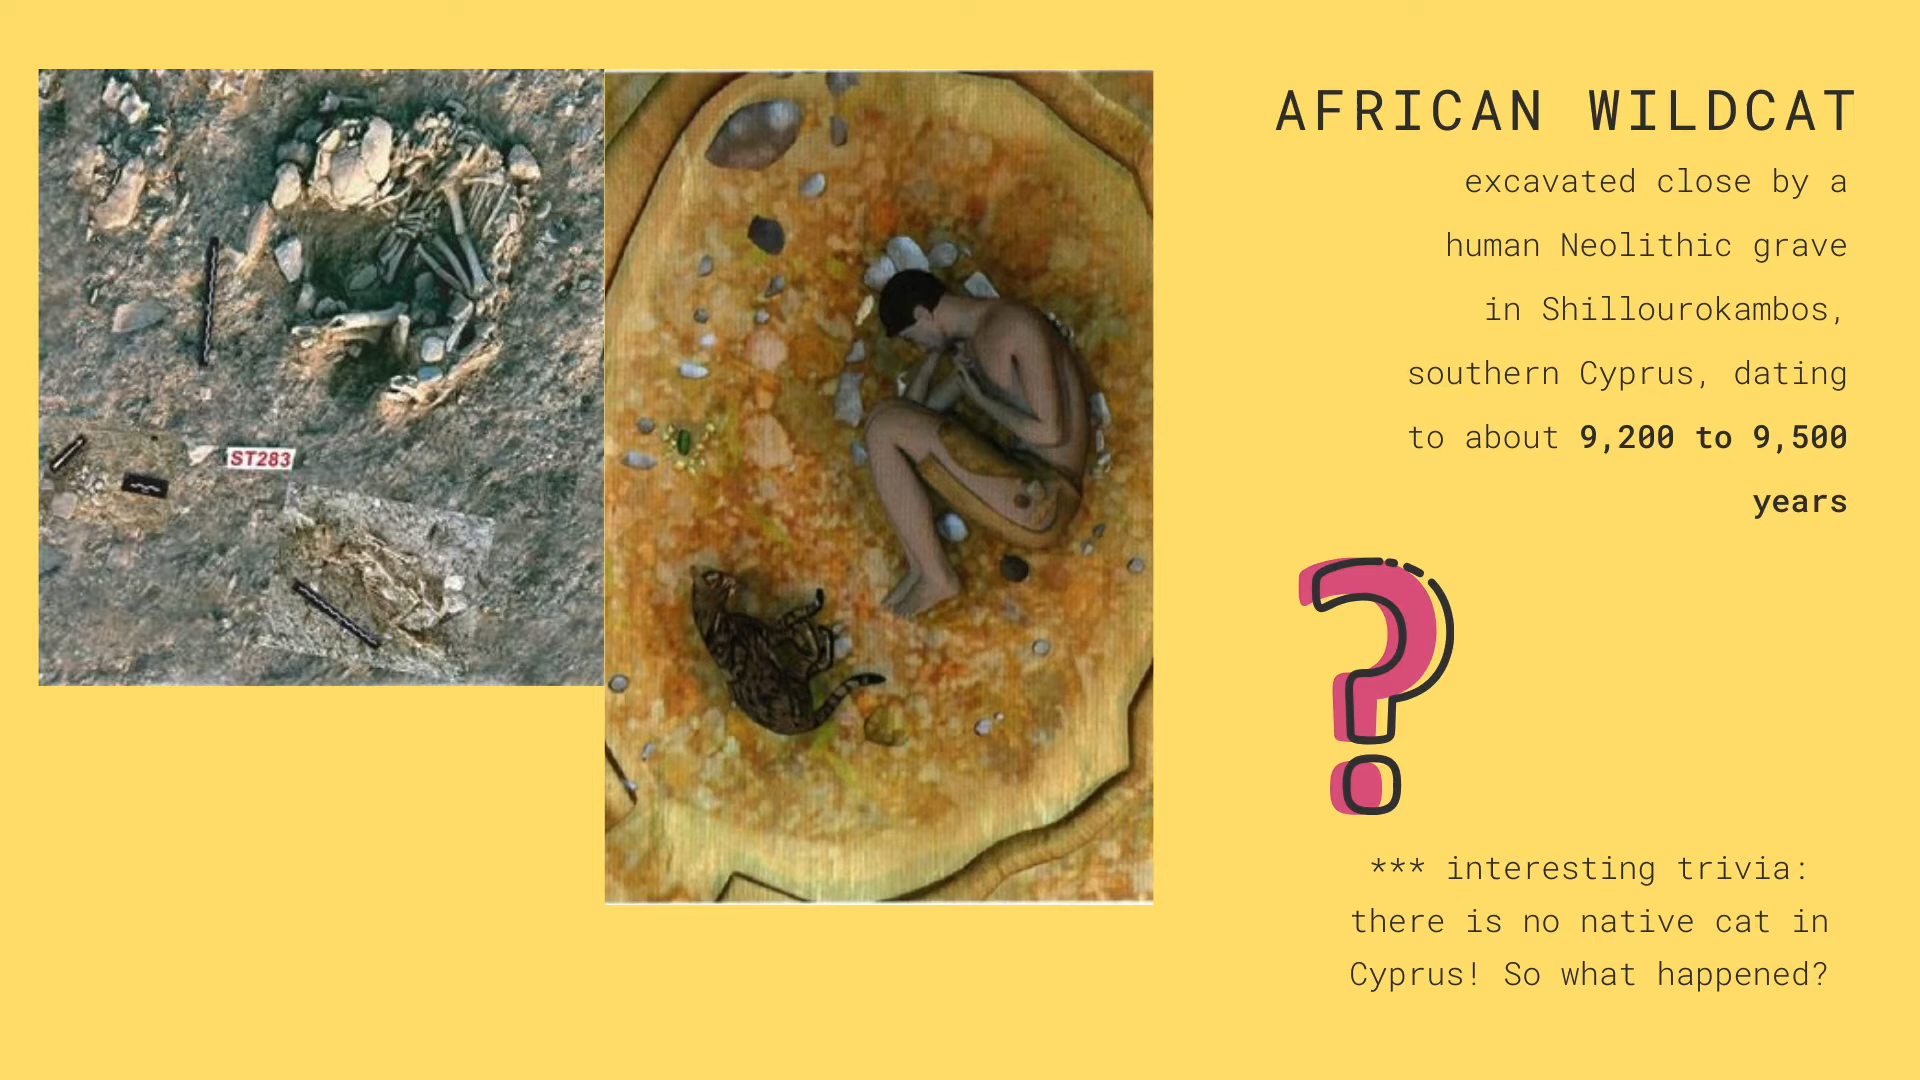 AFRICAN WILDCAT
excavated close by a
human Neolithic grave
in Shillourokambos,
southern Cyprus, dating
to about 9,200 to 9,500
years
ST283
*** interesting trivia:
there is no native cat in
Cyprus! So what happened?